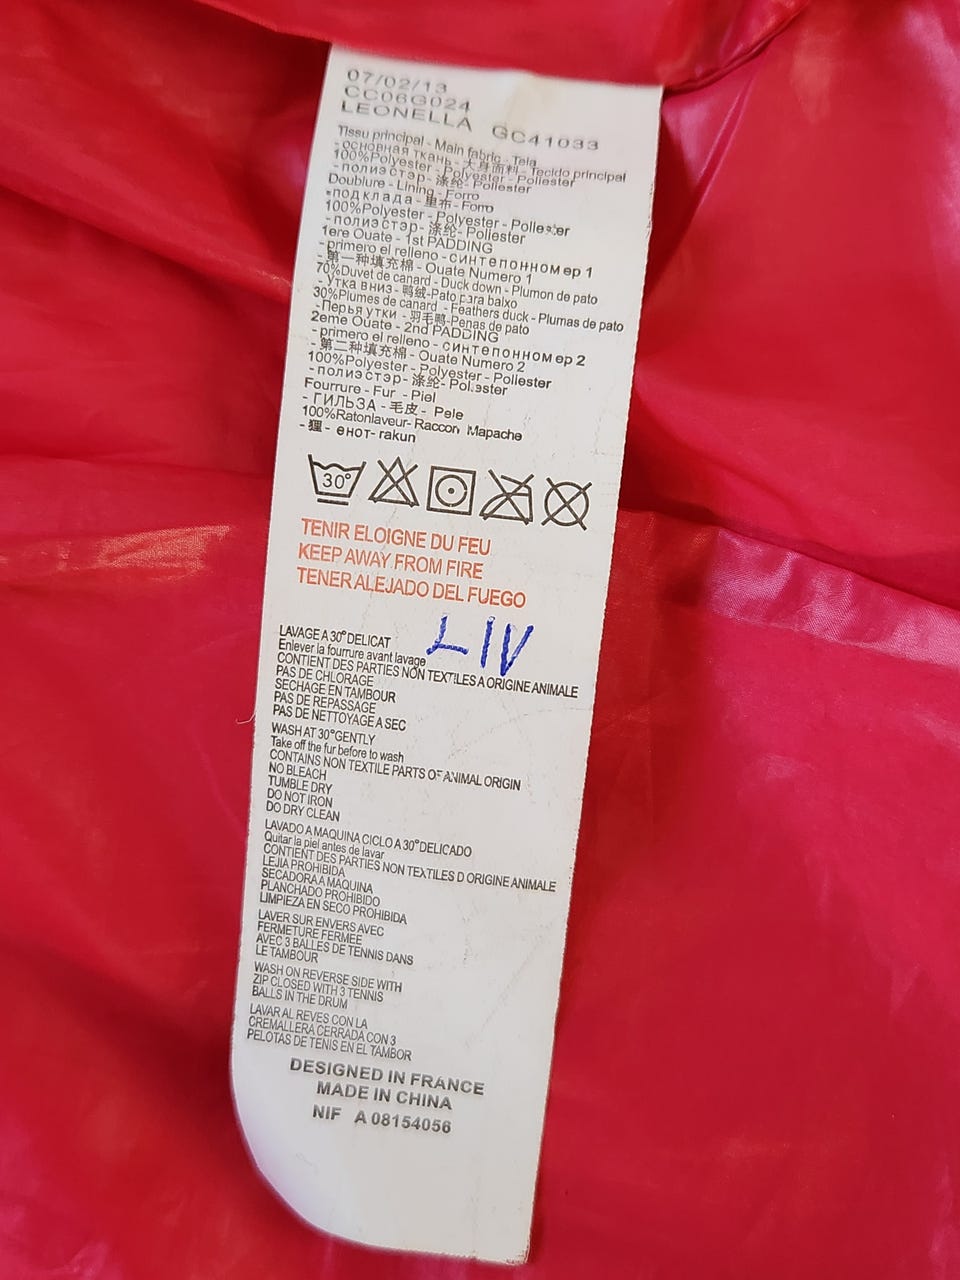 07/02/13
CC06G024
LEONELLA GC41033
Tissu principal - Main fabric - Tela
- основная ткань - 大身面料 - Tecido principal
100%Polyester - Polyester - Poliester
- полиэстэр- 涤纶- Poliester
Doublure - Lining - Forro
-подклада - 里布 - Forro
100%Polyester - Polyester - Poliester
- полиэстэр- 涤纶- Poliester
1ere Ouate - 1st PADDING
- primero el relleno - синтепонномер 1
- 第一种填充棉 - Ouate Numero 1
70%Duvet de canard - Duck down - Plumon de pato
- Утка вниз- 鸭绒-Pato para baixo
30%Plumes de canard - Feathers duck - Plumas de pato
-Перья утки - 羽毛鸭-Penas de pato
2eme Ouate - 2nd PADDING
- primero el relleno - синтепонномер 2
- 第二种填充棉 - Ouate Numero 2
100%Polyester - Polyester - Poliester
- полиэстэр- 涤纶- Poliester
Fourrure - Fur - Piel
- ГИЛЬЗА - 毛皮 - Pele
100%Ratonlaveur- Raccon Mapache
- 狸- енот- rakun
30°
TENIR ELOIGNE DU FEU
KEEP AWAY FROM FIRE
TENER ALEJADO DEL FUEGO
LIV
LAVAGE A 30° DELICAT
Enlever la fourrure avant lavage
CONTIENT DES PARTIES NON TEXTILES A ORIGINE ANIMALE
PAS DE CHLORAGE
SECHAGE EN TAMBOUR
PAS DE REPASSAGE
PAS DE NETTOYAGE A SEC
WASH AT 30°GENTLY
Take off the fur before to wash
CONTAINS NON TEXTILE PARTS OF ANIMAL ORIGIN
NO BLEACH
TUMBLE DRY
DO NOT IRON
DO DRY CLEAN
LAVADO A MAQUINA CICLO A 30° DELICADO
Quitar la piel antes de lavar
CONTIENT DES PARTIES NON TEXTILES D ORIGINE ANIMALE
LEJIA PROHIBIDA
SECADORA A MAQUINA
PLANCHADO PROHIBIDO
LIMPIEZA EN SECO PROHIBIDA
LAVER SUR ENVERS AVEC
FERMETURE FERMEE
AVEC 3 BALLES DE TENNIS DANS
LE TAMBOUR
WASH ON REVERSE SIDE WITH
ZIP CLOSED WITH 3 TENNIS
BALLS IN THE DRUM
LAVAR AL REVES CON LA
CREMALLERA CERRADA CON 3
PELOTAS DE TENIS EN EL TAMBOR
DESIGNED IN FRANCE
MADE IN CHINA
NIF A 08154056